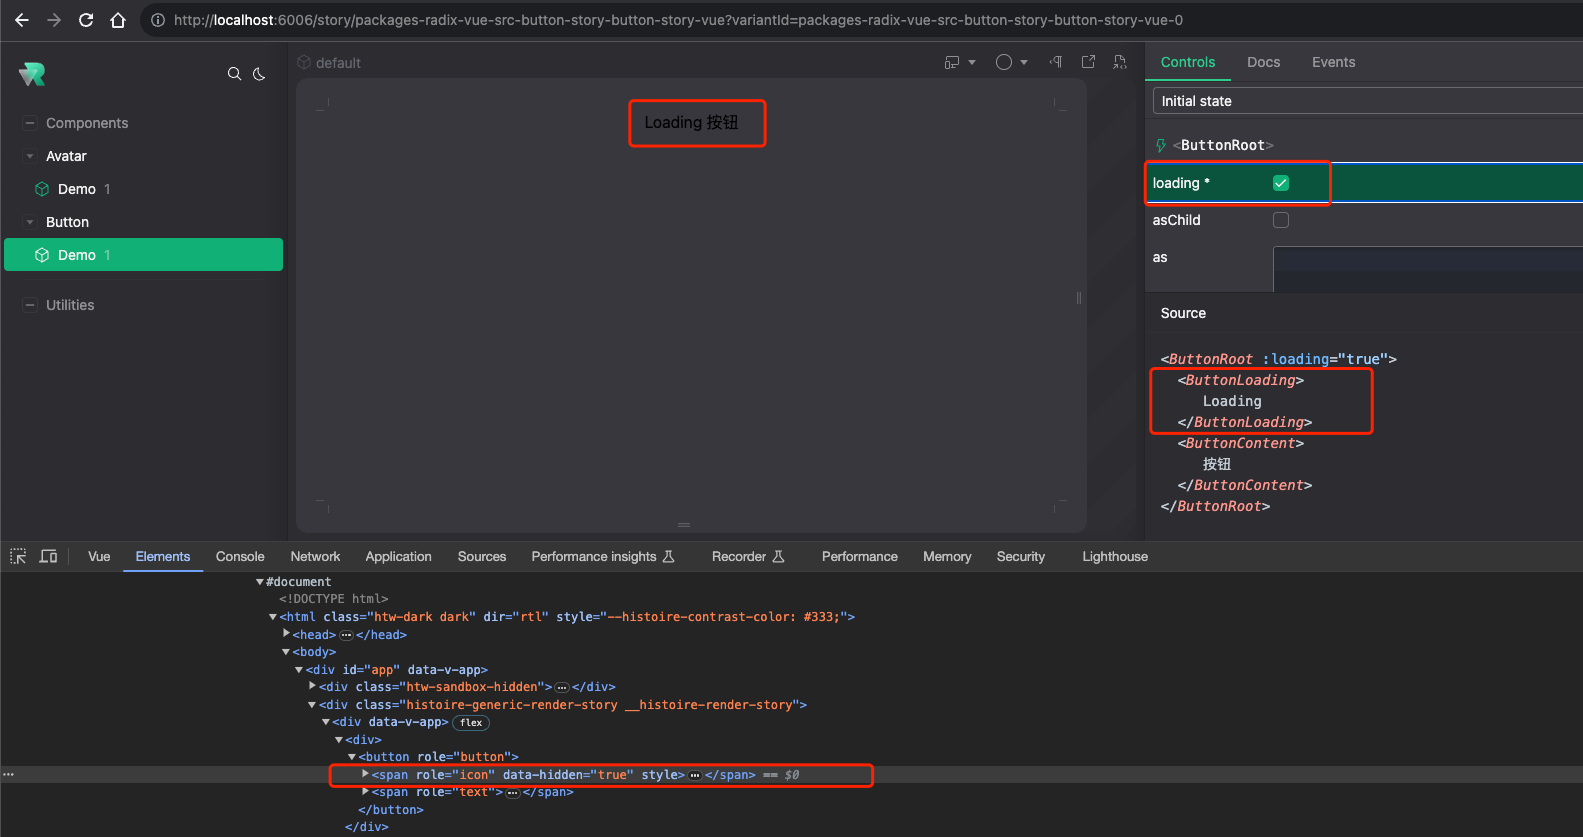 http://localhost:6006/story/packages-radix-vue-src-button-story-button-story-vue?variantId=packages-radix-vue-src-button-story-button-story-vue-0
Components
Avatar
Demo 1
Button
Demo 1
Utilities
default
Loading 按钮
Controls Docs Events
Initial state
<ButtonRoot>
loading *
asChild
as
Source
<ButtonRoot :loading="true">
<ButtonLoading>
Loading
</ButtonLoading>
<ButtonContent>
按钮
</ButtonContent>
</ButtonRoot>
Vue Elements Console Network Application Sources Performance insights Recorder Performance Memory Security Lighthouse
#document
<!DOCTYPE html>
<html class="htw-dark dark" dir="rtl" style="--histoire-contrast-color: #333;">
<head>…</head>
<body>
<div id="app" data-v-app>
<div class="htw-sandbox-hidden">…</div>
<div class="histoire-generic-render-story __histoire-render-story">
<div data-v-app> flex
<div>
<button role="button">
… <span role="icon" data-hidden="true" style>…</span> == $0
<span role="text">…</span>
</button>
</div>